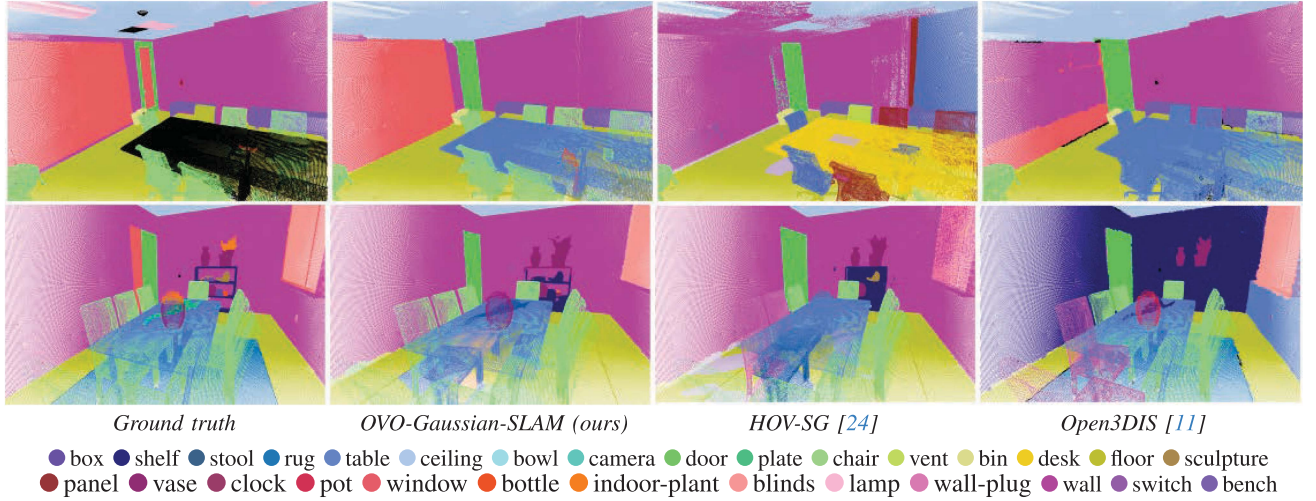 Ground truth OVO-Gaussian-SLAM (ours) HOV-SG [24] Open3DIS [11]
box shelf stool rug table ceiling bowl camera door plate chair vent bin desk floor sculpture
panel vase clock pot window bottle indoor-plant blinds lamp wall-plug wall switch bench